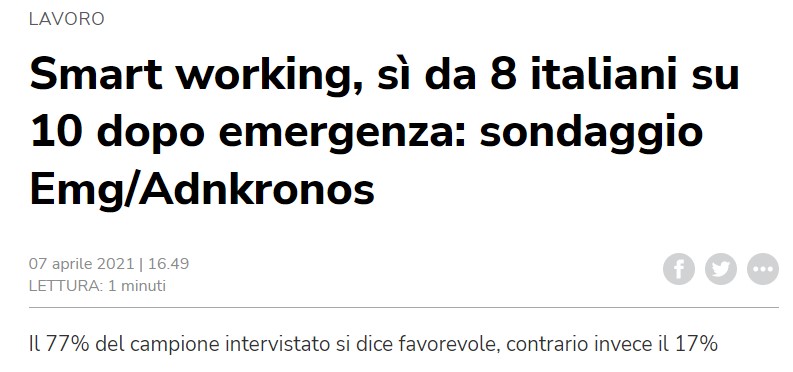 LAVORO
Smart working, sì da 8 italiani su
10 dopo emergenza: sondaggio
Emg/Adnkronos
07 aprile 2021 | 16.49
LETTURA: 1 minuti
Il 77% del campione intervistato si dice favorevole, contrario invece il 17%